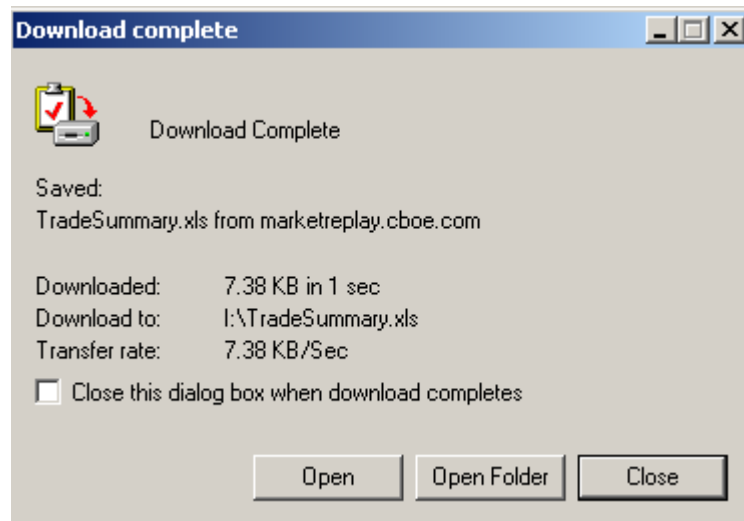 Download complete
Download Complete
Saved:
TradeSummary.xls from marketreplay.cboe.com
Downloaded: 7.38 KB in 1 sec
Download to: I:\TradeSummary.xls
Transfer rate: 7.38 KB/Sec
Close this dialog box when download completes
Open Open Folder Close